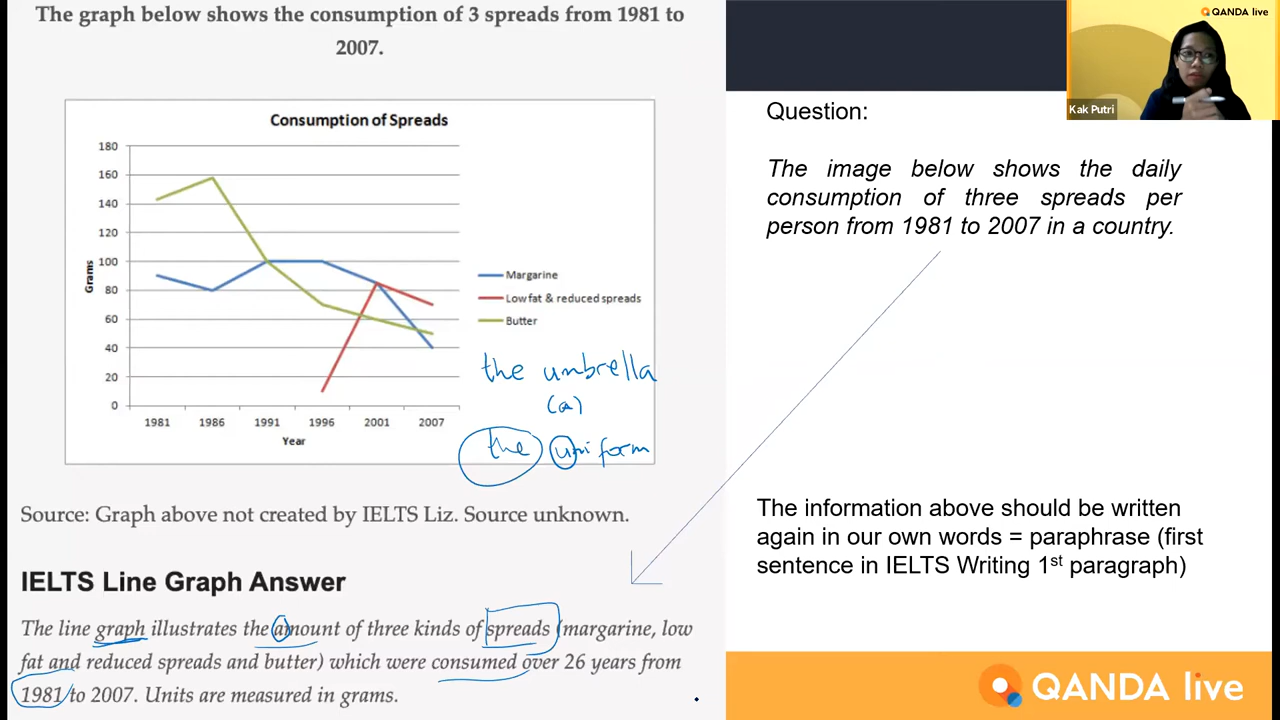 The graph below shows the consumption of 3 spreads from 1981 to
2007.
Consumption of Spreads
180
160
140
120
100
80
60
40
20
0
Grams
1981 1986 1991 1996 2001 2007
Year
Margarine
Low fat & reduced spreads
Butter
the umbrella
(a)
the uniform
Source: Graph above not created by IELTS Liz. Source unknown.
IELTS Line Graph Answer
The line graph illustrates the amount of three kinds of spreads (margarine, low
fat and reduced spreads and butter) which were consumed over 26 years from
1981 to 2007. Units are measured in grams.
QANDA live
Kak Putri
Question:
The image below shows the daily
consumption of three spreads per
person from 1981 to 2007 in a country.
The information above should be written
again in our own words = paraphrase (first
sentence in IELTS Writing 1st paragraph)
QANDA live